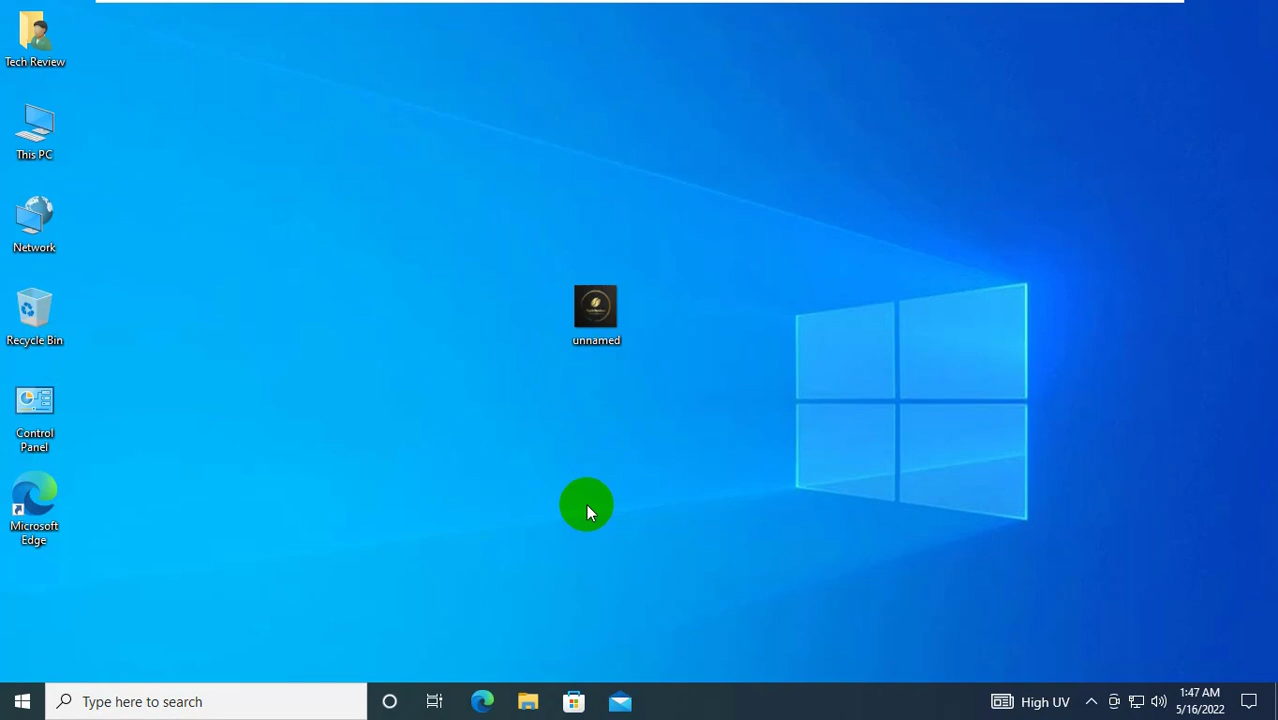 Tech Review
This PC
Network
Recycle Bin
Control
Panel
Microsoft
Edge
unnamed
Type here to search
High UV
1:47 AM
5/16/2022